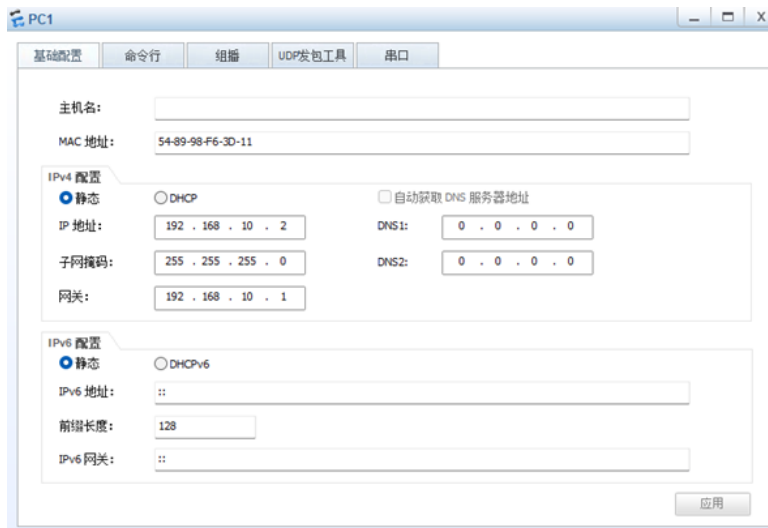 PC1
基础配置 命令行 组播 UDP发包工具 串口
主机名:
MAC 地址: 54-89-98-F6-3D-11
IPv4 配置
静态 DHCP 自动获取 DNS 服务器地址
IP 地址: 192 . 168 . 10 . 2 DNS1: 0 . 0 . 0 . 0
子网掩码: 255 . 255 . 255 . 0 DNS2: 0 . 0 . 0 . 0
网关: 192 . 168 . 10 . 1
IPv6 配置
静态 DHCPv6
IPv6 地址: ::
前缀长度: 128
IPv6 网关: ::
应用